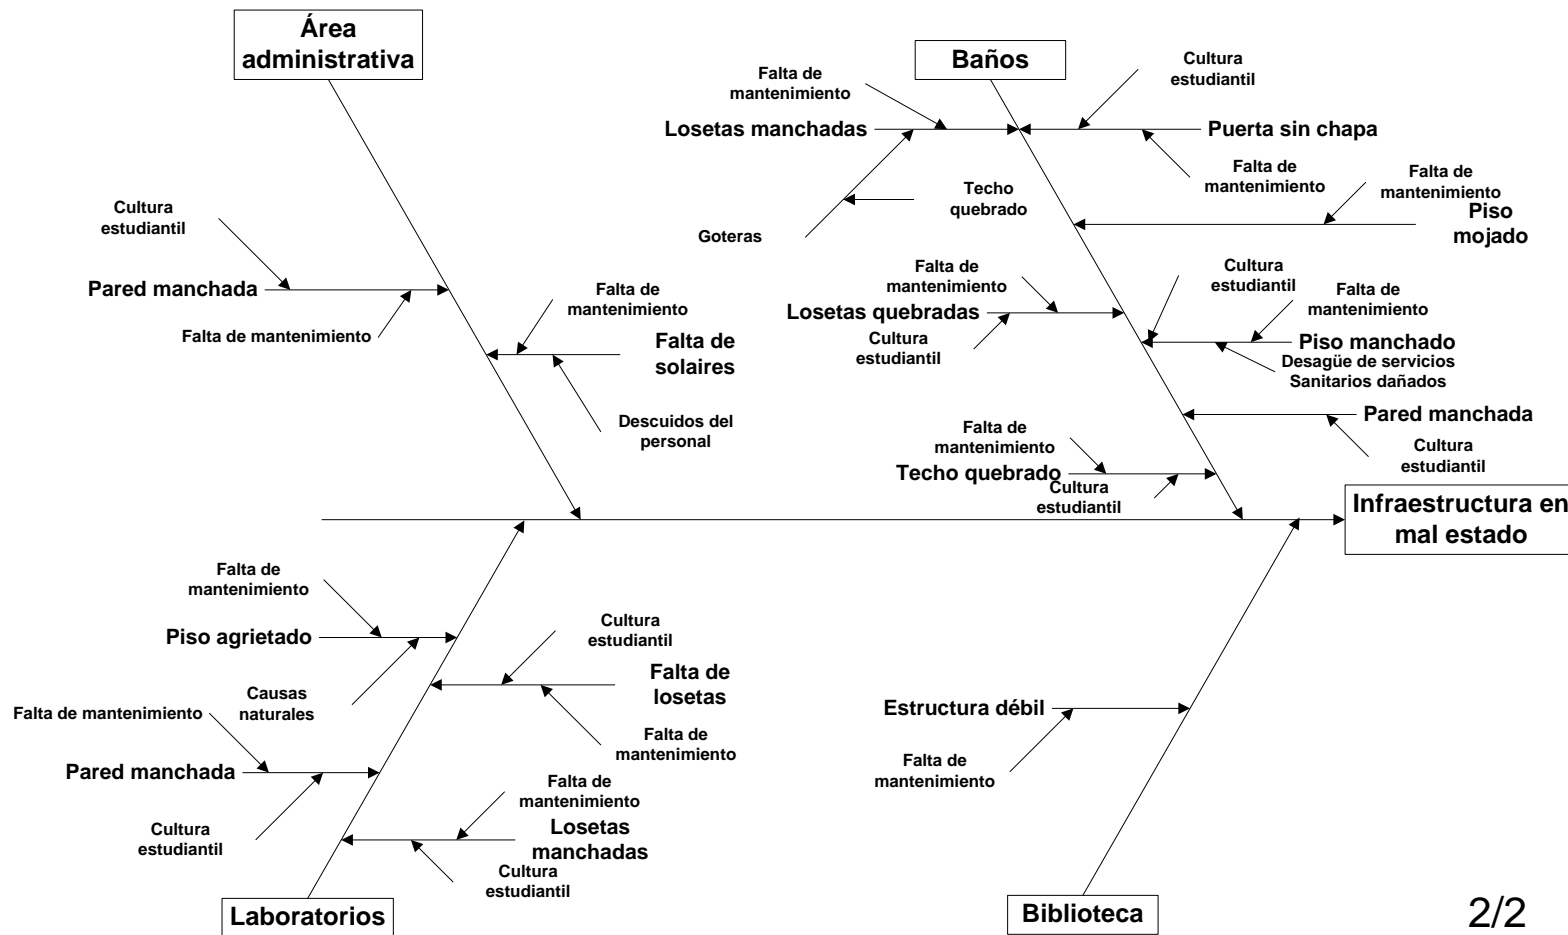 Área
administrativa
Baños
Falta de
mantenimiento
Cultura
estudiantil
Losetas manchadas
Puerta sin chapa
Falta de
mantenimiento
Falta de
mantenimiento
Techo
quebrado
Goteras
Piso
mojado
Cultura
estudiantil
Pared manchada
Falta de mantenimiento
Falta de
mantenimiento
Falta de
solaires
Descuidos del
personal
Falta de
mantenimiento
Losetas quebradas
Cultura
estudiantil
Cultura
estudiantil
Falta de
mantenimiento
Piso manchado
Desagüe de servicios
Sanitarios dañados
Pared manchada
Cultura
estudiantil
Falta de
mantenimiento
Techo quebrado
Cultura
estudiantil
Infraestructura en
mal estado
Falta de
mantenimiento
Piso agrietado
Causas
naturales
Cultura
estudiantil
Falta de
losetas
Falta de
mantenimiento
Falta de mantenimiento
Pared manchada
Cultura
estudiantil
Falta de
mantenimiento
Losetas
manchadas
Cultura
estudiantil
Estructura débil
Falta de
mantenimiento
Laboratorios
Biblioteca
2/2